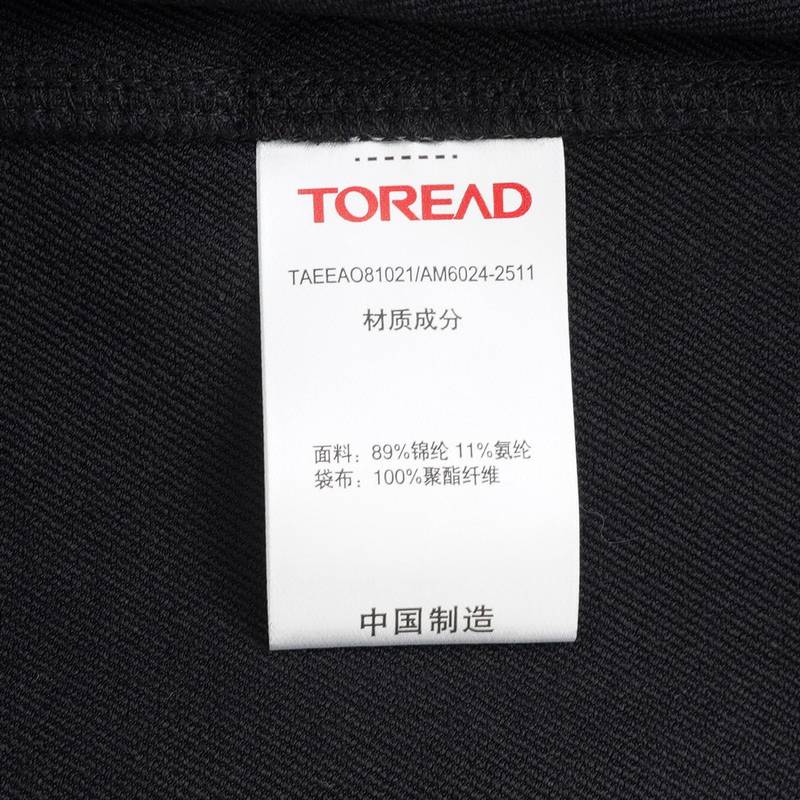 TOREAD
TAEEAO81021/AM6024-2511
材质成分
面料：89%锦纶 11%氨纶
袋布：100%聚酯纤维
中国制造